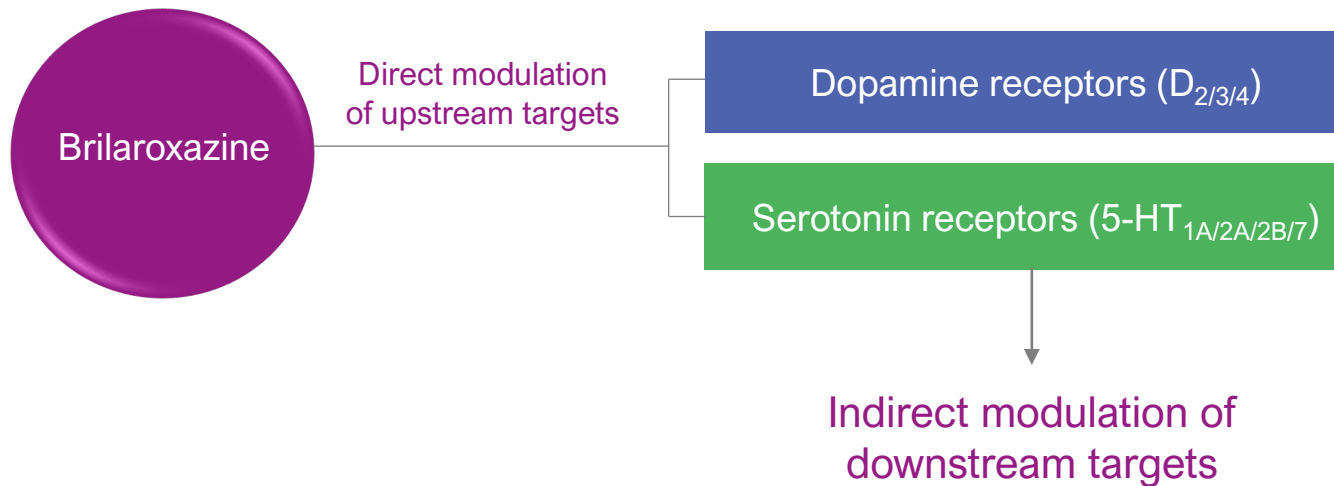 Brilaroxazine
Direct modulation
of upstream targets
Dopamine receptors (D2/3/4)
Serotonin receptors (5-HT1A/2A/2B/7)
Indirect modulation of
downstream targets